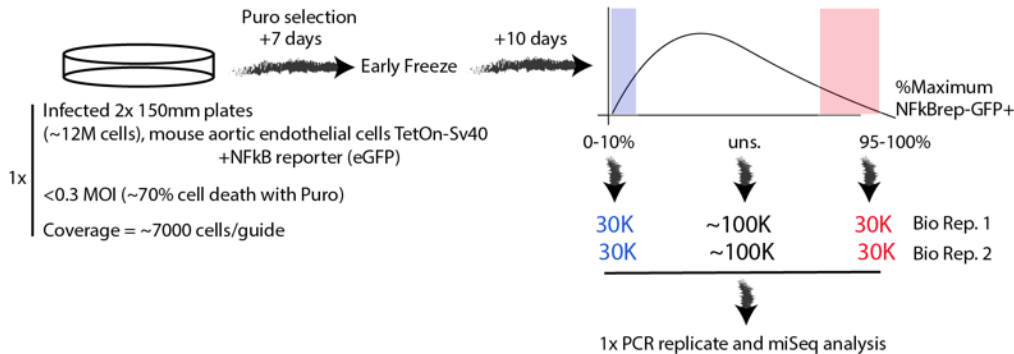 Puro selection
+7 days
+10 days
Early Freeze
%Maximum
NFkBrep-GFP+
Infected 2x 150mm plates
(~12M cells), mouse aortic endothelial cells TetOn-Sv40
+NFkB reporter (eGFP)
1x
<0.3 MOI (~70% cell death with Puro)
Coverage = ~7000 cells/guide
0-10% uns. 95-100%
30K ~100K 30K Bio Rep. 1
30K ~100K 30K Bio Rep. 2
1x PCR replicate and miSeq analysis